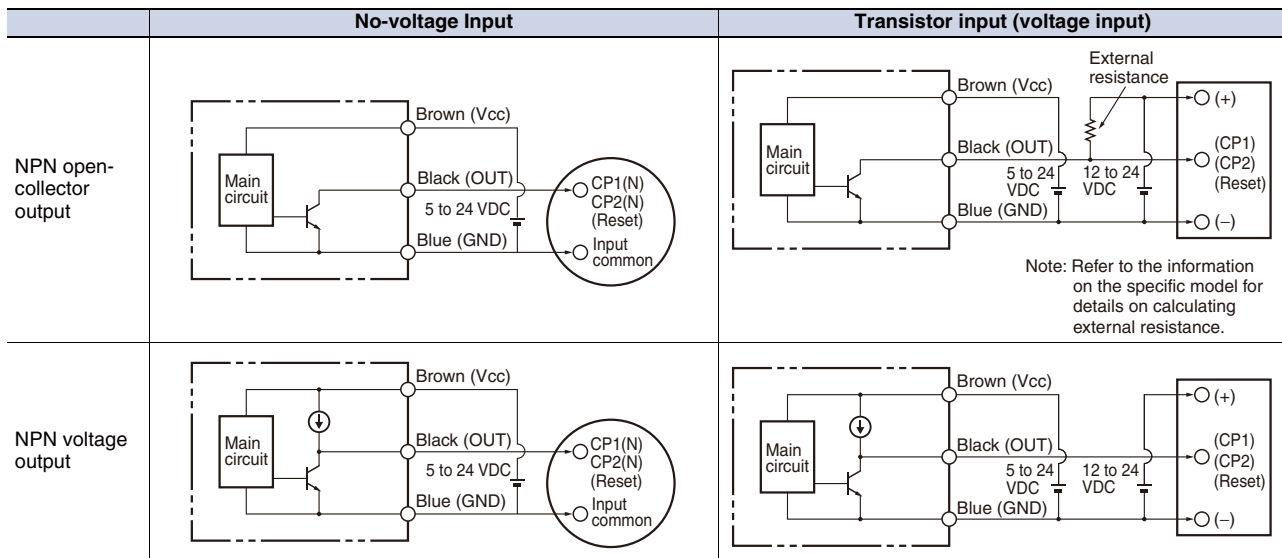 No-voltage Input
Transistor input (voltage input)
NPN open-
collector
output
Main
circuit
Brown (Vcc)
Black (OUT)
5 to 24 VDC
Blue (GND)
CP1(N)
CP2(N)
(Reset)
Input
common
External
resistance
Main
circuit
Brown (Vcc)
Black (OUT)
5 to 24
VDC
12 to 24
VDC
Blue (GND)
(+)
(CP1)
(CP2)
(Reset)
(−)
Note: Refer to the information
on the specific model for
details on calculating
external resistance.
NPN voltage
output
Main
circuit
Brown (Vcc)
Black (OUT)
5 to 24 VDC
Blue (GND)
CP1(N)
CP2(N)
(Reset)
Input
common
Main
circuit
Brown (Vcc)
Black (OUT)
5 to 24
VDC
12 to 24
VDC
Blue (GND)
(+)
(CP1)
(CP2)
(Reset)
(−)